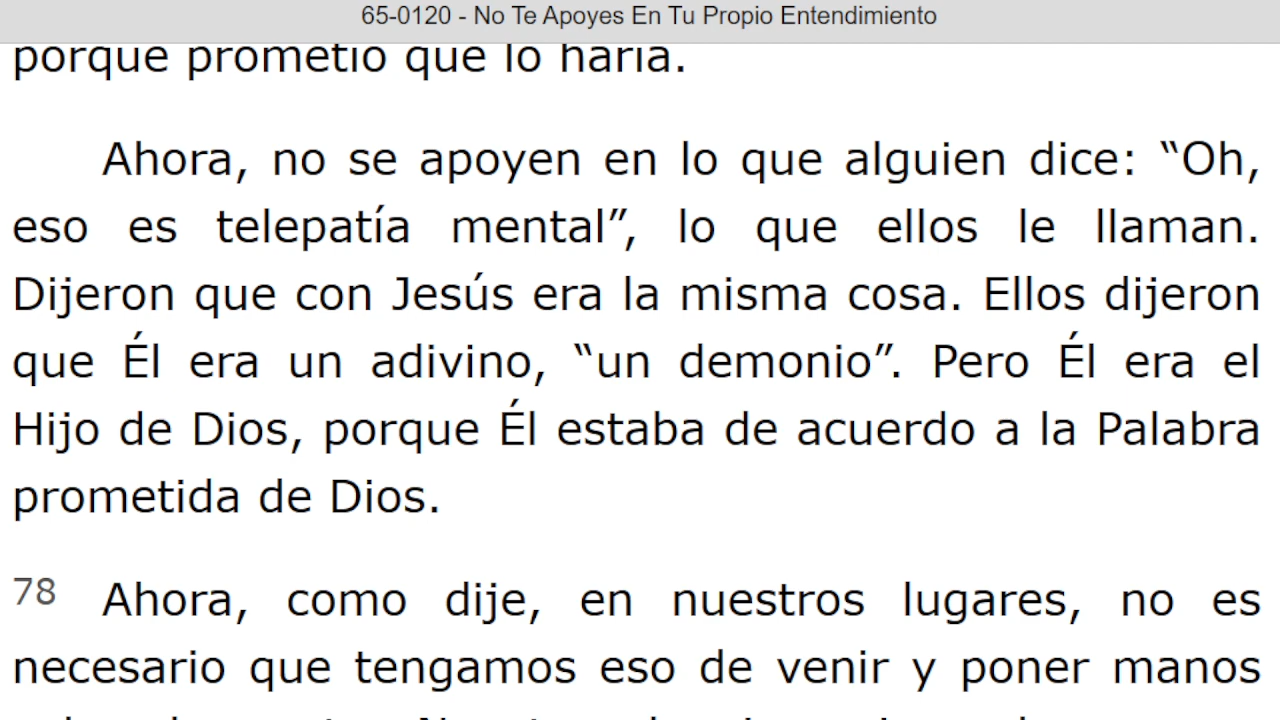 65-0120 - No Te Apoyes En Tu Propio Entendimiento
porque prometió que lo haría.
Ahora, no se apoyen en lo que alguien dice: “Oh,
eso es telepatía mental”, lo que ellos le llaman.
Dijeron que con Jesús era la misma cosa. Ellos dijeron
que Él era un adivino, “un demonio”. Pero Él era el
Hijo de Dios, porque Él estaba de acuerdo a la Palabra
prometida de Dios.
78 Ahora, como dije, en nuestros lugares, no es
necesario que tengamos eso de venir y poner manos